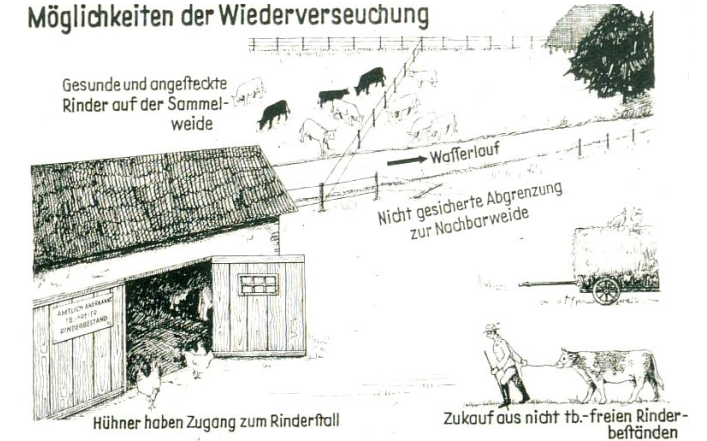 Möglichkeiten der Wiederverseuchung
Gesunde und angesteckte
Rinder auf der Sammel-
weide
Wasserlauf
Nicht gesicherte Abgrenzung
zur Nachbarweide
AMTLICH ANERKANNT
TB.-FREIER
RINDERBESTAND
Hühner haben Zugang zum Rinderstall
Zukauf aus nicht tb.-freien Rinder-
beständen